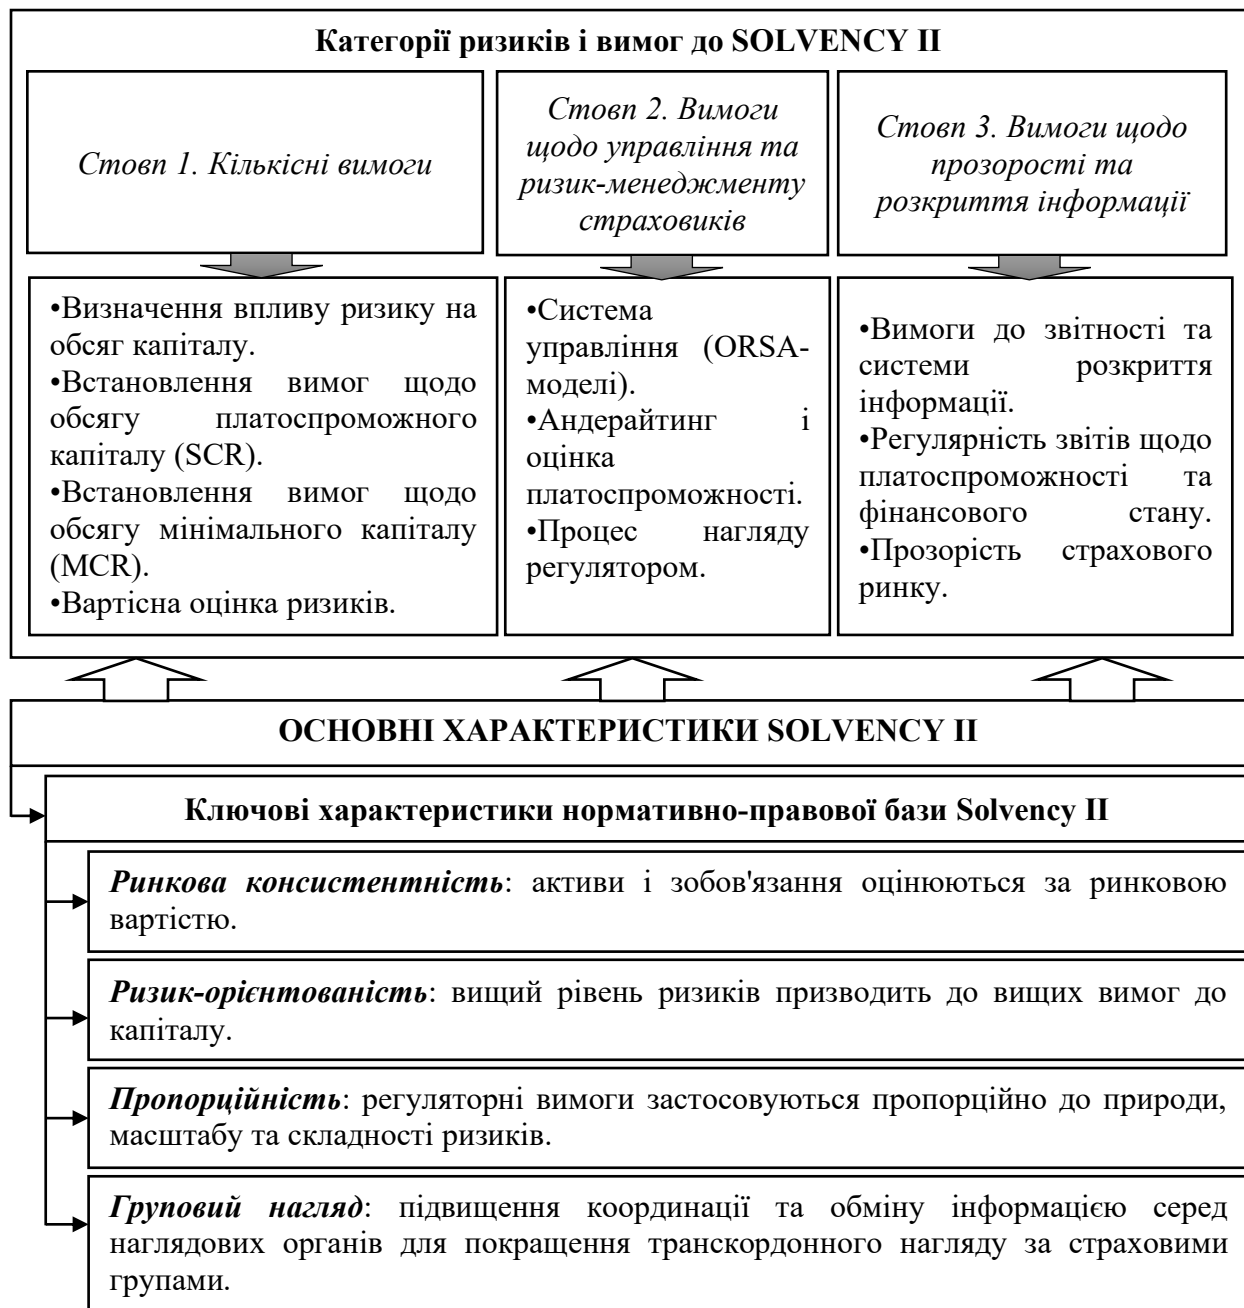 Категорії ризиків і вимог до SOLVENCY II
Стовп 1. Кількісні вимоги
Стовп 2. Вимоги
щодо управління та
ризик-менеджменту
страховиків
Стовп 3. Вимоги щодо
прозорості та
розкриття інформації
•Визначення впливу ризику на
обсяг капіталу.
•Встановлення вимог щодо
обсягу платоспроможного
капіталу (SCR).
•Встановлення вимог щодо
обсягу мінімального капіталу
(MCR).
•Вартісна оцінка ризиків.
•Система
управління (ORSA-
моделі).
•Андерайтинг і
оцінка
платоспроможності.
•Процес нагляду
регулятором.
•Вимоги до звітності та
системи розкриття
інформації.
•Регулярність звітів щодо
платоспроможності та
фінансового стану.
•Прозорість страхового
ринку.
ОСНОВНІ ХАРАКТЕРИСТИКИ SOLVENCY II
Ключові характеристики нормативно-правової бази Solvency II
Ринкова консистентність: активи і зобов'язання оцінюються за ринковою
вартістю.
Ризик-орієнтованість: вищий рівень ризиків призводить до вищих вимог до
капіталу.
Пропорційність: регуляторні вимоги застосовуються пропорційно до природи,
масштабу та складності ризиків.
Груповий нагляд: підвищення координації та обміну інформацією серед
наглядових органів для покращення транскордонного нагляду за страховими
групами.